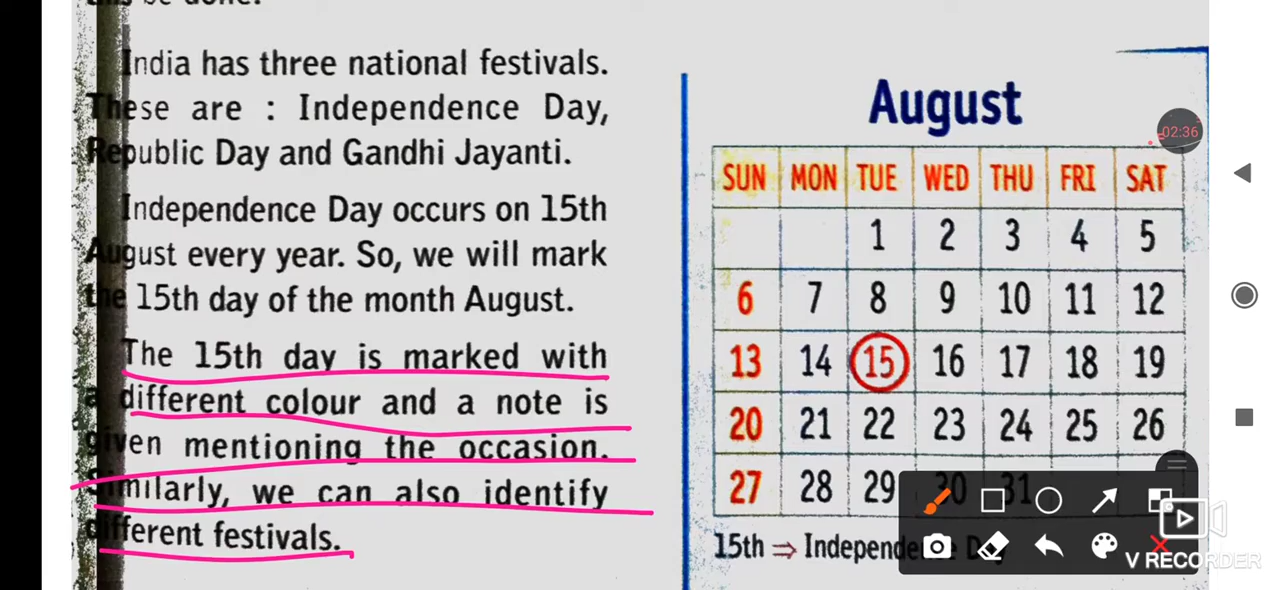 India has three national festivals.
These are : Independence Day,
Republic Day and Gandhi Jayanti.
Independence Day occurs on 15th
August every year. So, we will mark
the 15th day of the month August.
The 15th day is marked with
a different colour and a note is
given mentioning the occasion.
Similarly, we can also identify
different festivals.
August
SUN MON TUE WED THU FRI SAT
1 2 3 4 5
6 7 8 9 10 11 12
13 14 15 16 17 18 19
20 21 22 23 24 25 26
27 28 29 30 31
15th ⇒ Independence Day
02:36
V RECORDER